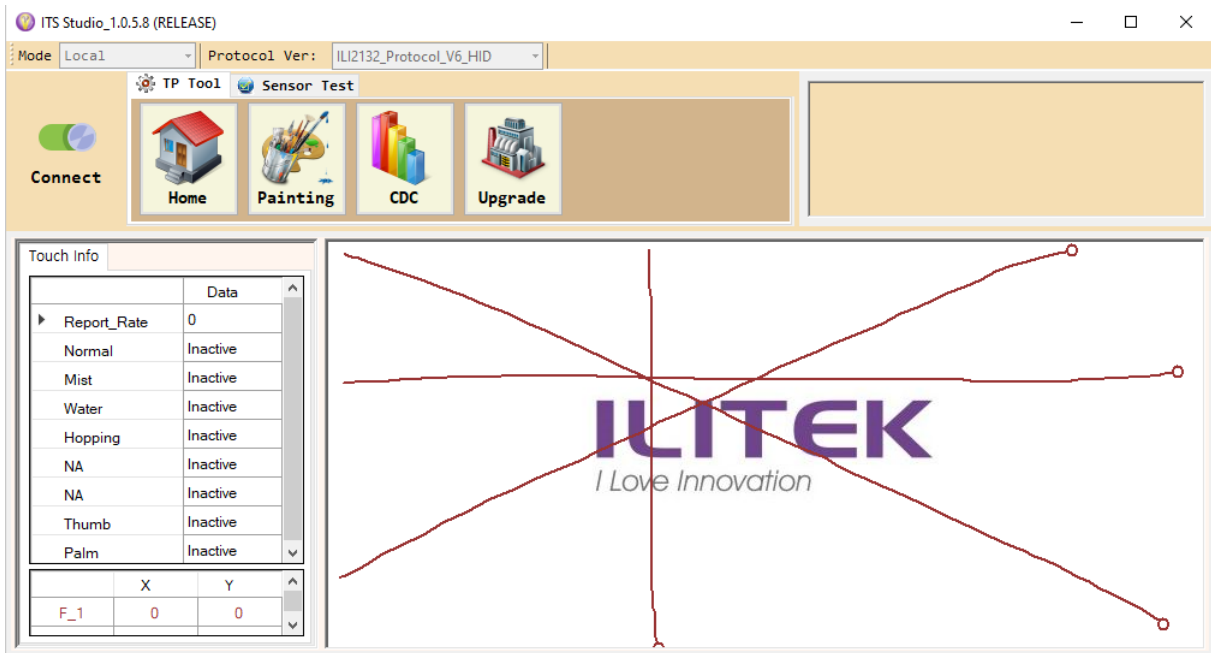 ITS Studio_1.0.5.8 (RELEASE)
Mode Local Protocol Ver: ILI2132_Protocol_V6_HID
TP Tool Sensor Test
Connect
Home Painting CDC Upgrade
Touch Info
Data
Report_Rate 0
Normal Inactive
Mist Inactive
Water Inactive
Hopping Inactive
NA Inactive
NA Inactive
Thumb Inactive
Palm Inactive
X Y
F_1 0 0
ILITEK
I Love Innovation